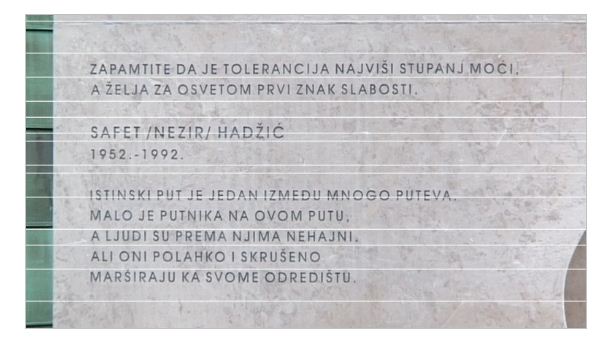 ZAPAMTITE DA JE TOLERANCIJA NAJVIŠI STUPANJ MOĆI,
A ŽELJA ZA OSVETOM PRVI ZNAK SLABOSTI.
SAFET /NEZIR/ HADŽIĆ
1952.-1992.
ISTINSKI PUT JE JEDAN IZMEĐU MNOGO PUTEVA.
MALO JE PUTNIKA NA OVOM PUTU,
A LJUDI SU PREMA NJIMA NEHAJNI,
ALI ONI POLAHKO I SKRUŠENO
MARŠIRAJU KA SVOME ODREDIŠTU.